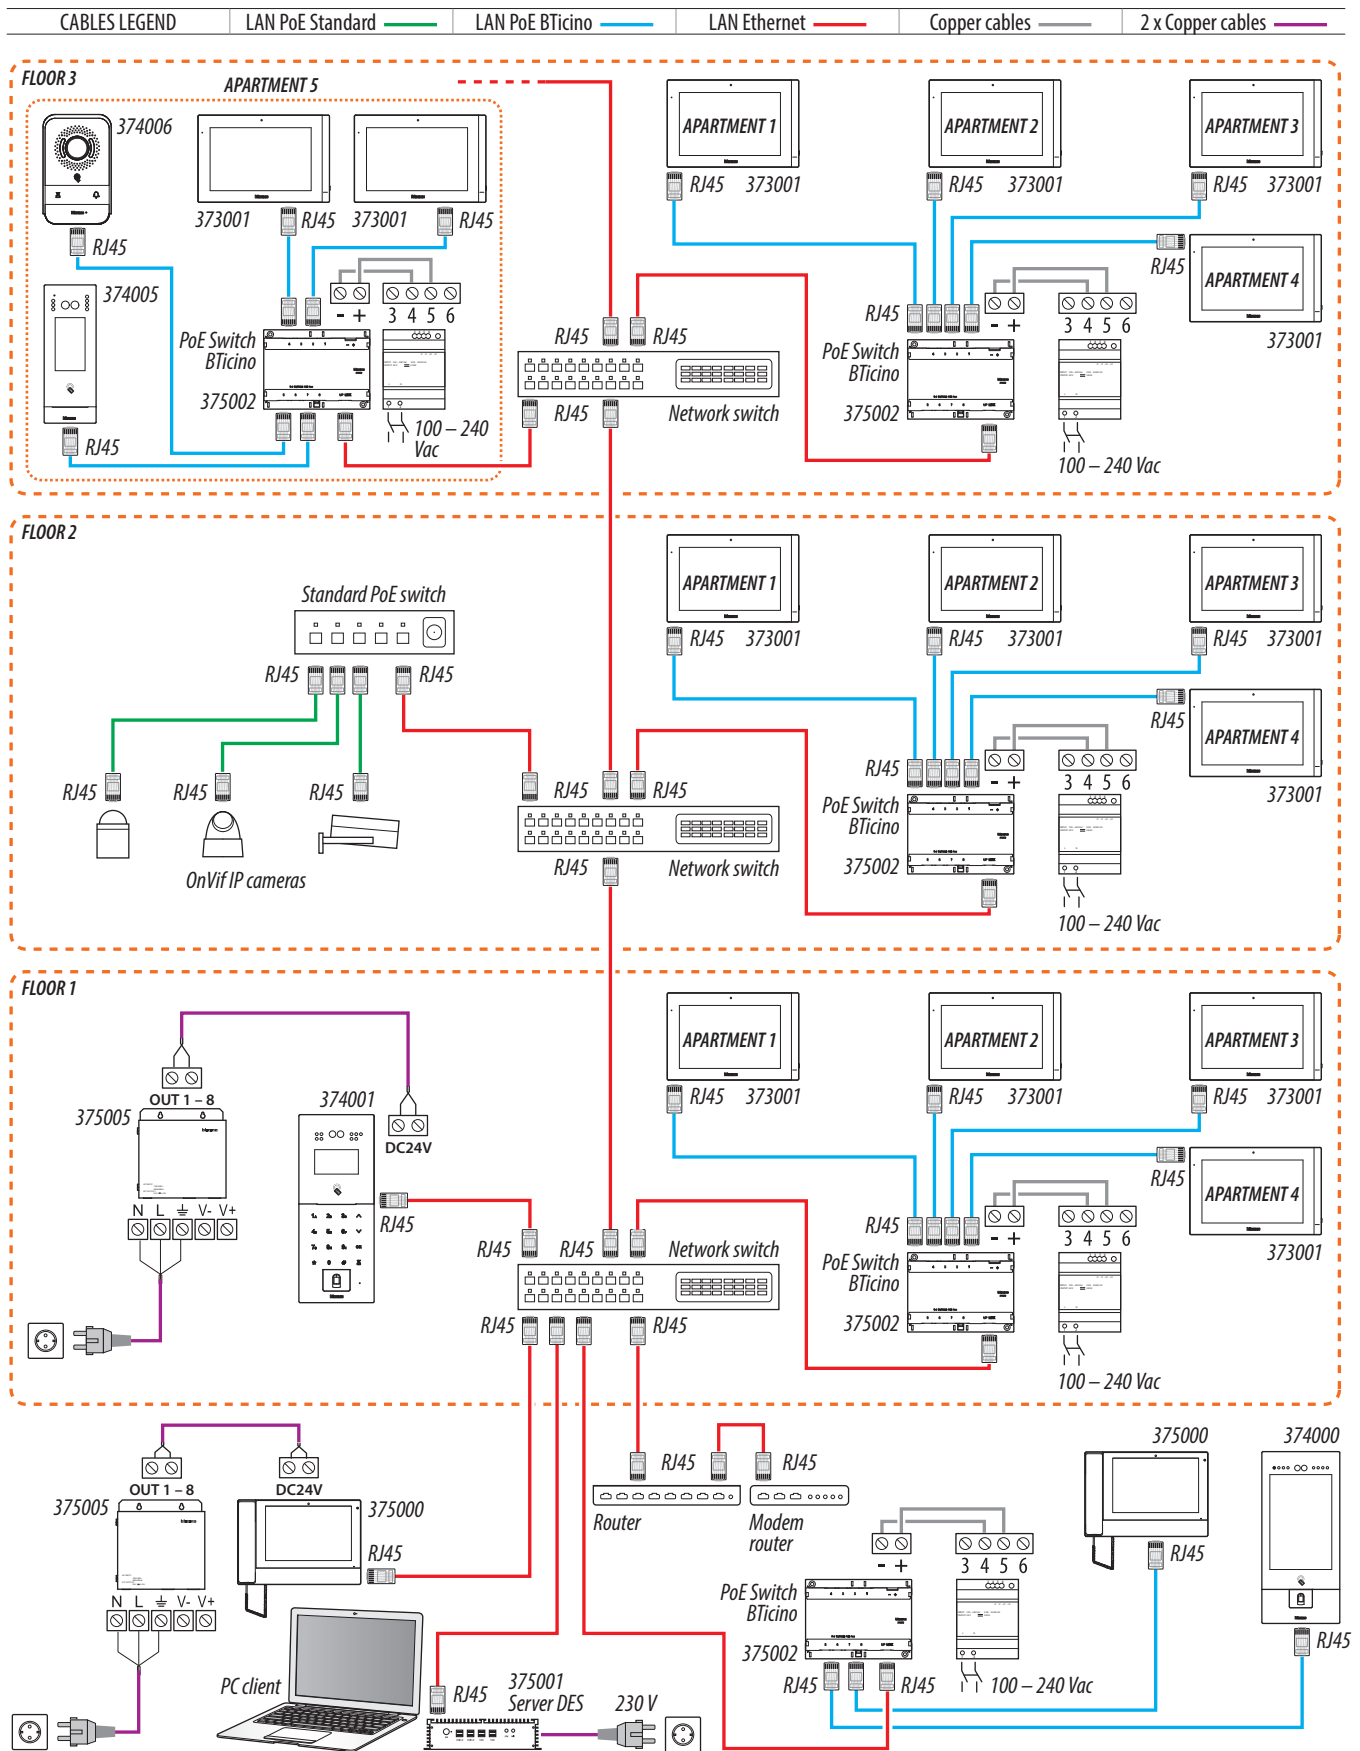 CABLES LEGEND LAN PoE Standard LAN PoE BTicino LAN Ethernet Copper cables 2 x Copper cables
FLOOR 3
APARTMENT 5
374006
RJ45
374005
RJ45
373001 RJ45
373001 RJ45
- +
3 4 5 6
PoE Switch
BTicino
375002
100 – 240
Vac
RJ45 RJ45
RJ45
Network switch
APARTMENT 1
RJ45 373001
APARTMENT 2
RJ45 373001
APARTMENT 3
RJ45 373001
APARTMENT 4
RJ45
373001
RJ45
- +
3 4 5 6
PoE Switch
BTicino
375002
100 – 240 Vac
FLOOR 2
Standard PoE switch
RJ45 RJ45
RJ45 RJ45 RJ45
OnVif IP cameras
RJ45 RJ45
RJ45
Network switch
APARTMENT 1
RJ45 373001
APARTMENT 2
RJ45 373001
APARTMENT 3
RJ45 373001
APARTMENT 4
RJ45
373001
RJ45
- +
3 4 5 6
PoE Switch
BTicino
375002
100 – 240 Vac
FLOOR 1
OUT 1 – 8
375005
N L V- V+
374001
DC24V
RJ45
RJ45 RJ45
Network switch
RJ45 RJ45
APARTMENT 1
RJ45 373001
APARTMENT 2
RJ45 373001
APARTMENT 3
RJ45 373001
APARTMENT 4
RJ45
373001
RJ45
- +
3 4 5 6
PoE Switch
BTicino
375002
100 – 240 Vac
OUT 1 – 8
375005
N L V- V+
DC24V
375000
RJ45
PC client
RJ45
375001
Server DES
230 V
RJ45 RJ45
Router
Modem
router
- +
3 4 5 6
PoE Switch
BTicino
375002
RJ45 RJ45
100 – 240 Vac
375000
RJ45
374000
RJ45